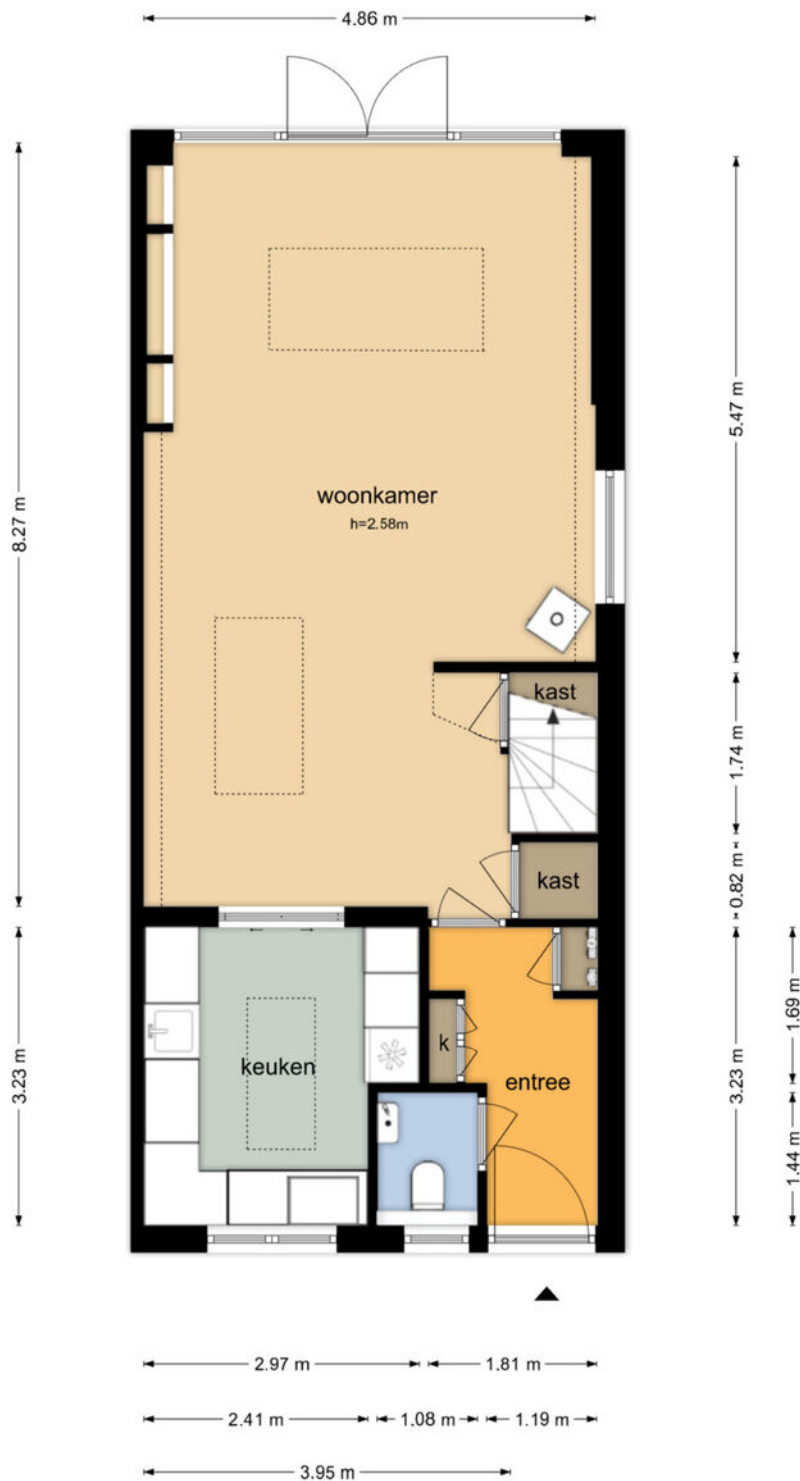 4.86 m
8.27 m
5.47 m
woonkamer
h=2.58m
kast
1.74 m
kast
0.82 m
keuken
k
entree
3.23 m
3.23 m
1.69 m
1.44 m
2.97 m
1.81 m
2.41 m
1.08 m
1.19 m
3.95 m